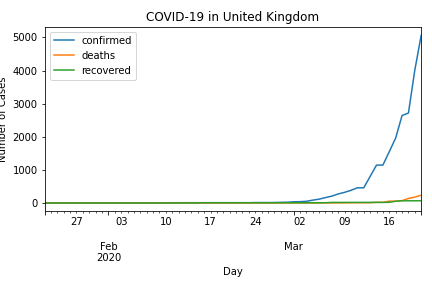 COVID-19 in United Kingdom
confirmed
deaths
recovered
5000
4000
3000
2000
1000
0
Number of Cases
27 03 10 17 24 02 09 16
Feb Mar
2020
Day